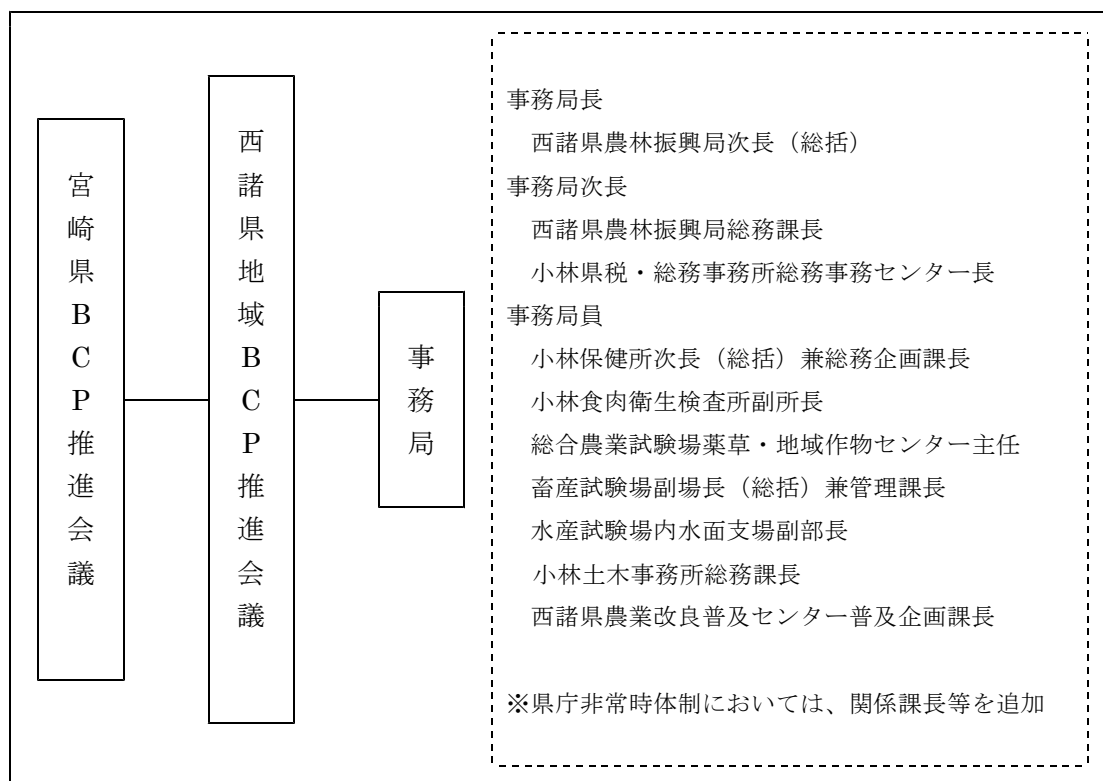 宮崎県BCP推進会議
西諸県地域BCP推進会議
事務局
事務局長
西諸県農林振興局次長（総括）
事務局次長
西諸県農林振興局総務課長
小林県税・総務事務所総務事務センター長
事務局員
小林保健所次長（総括）兼総務企画課長
小林食肉衛生検査所副所長
総合農業試験場薬草・地域作物センター主任
畜産試験場副場長（総括）兼管理課長
水産試験場内水面支場副部長
小林土木事務所総務課長
西諸県農業改良普及センター普及企画課長
※県庁非常時体制においては、関係課長等を追加